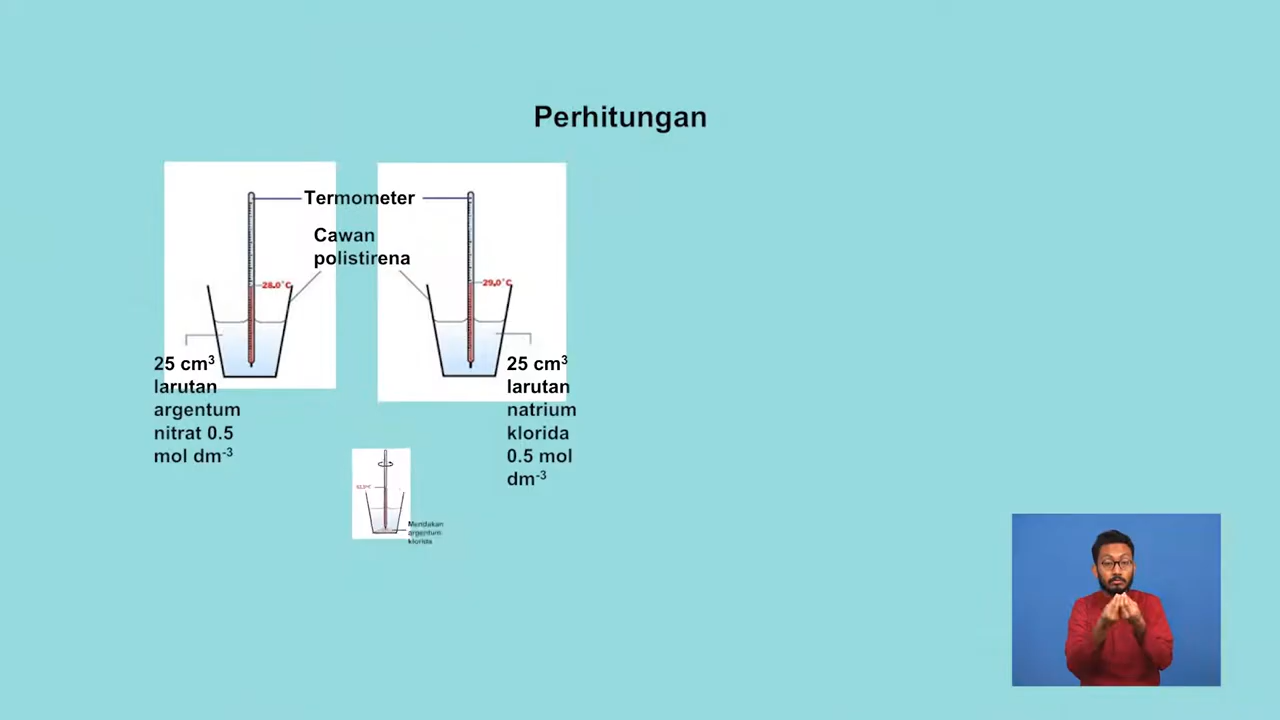 Perhitungan
Termometer
Cawan
polistirena
28.0°C
29.0°C
25 cm³
larutan
argentum
nitrat 0.5
mol dm⁻³
25 cm³
larutan
natrium
klorida
0.5 mol
dm⁻³
Mendakan
argentum
klorida